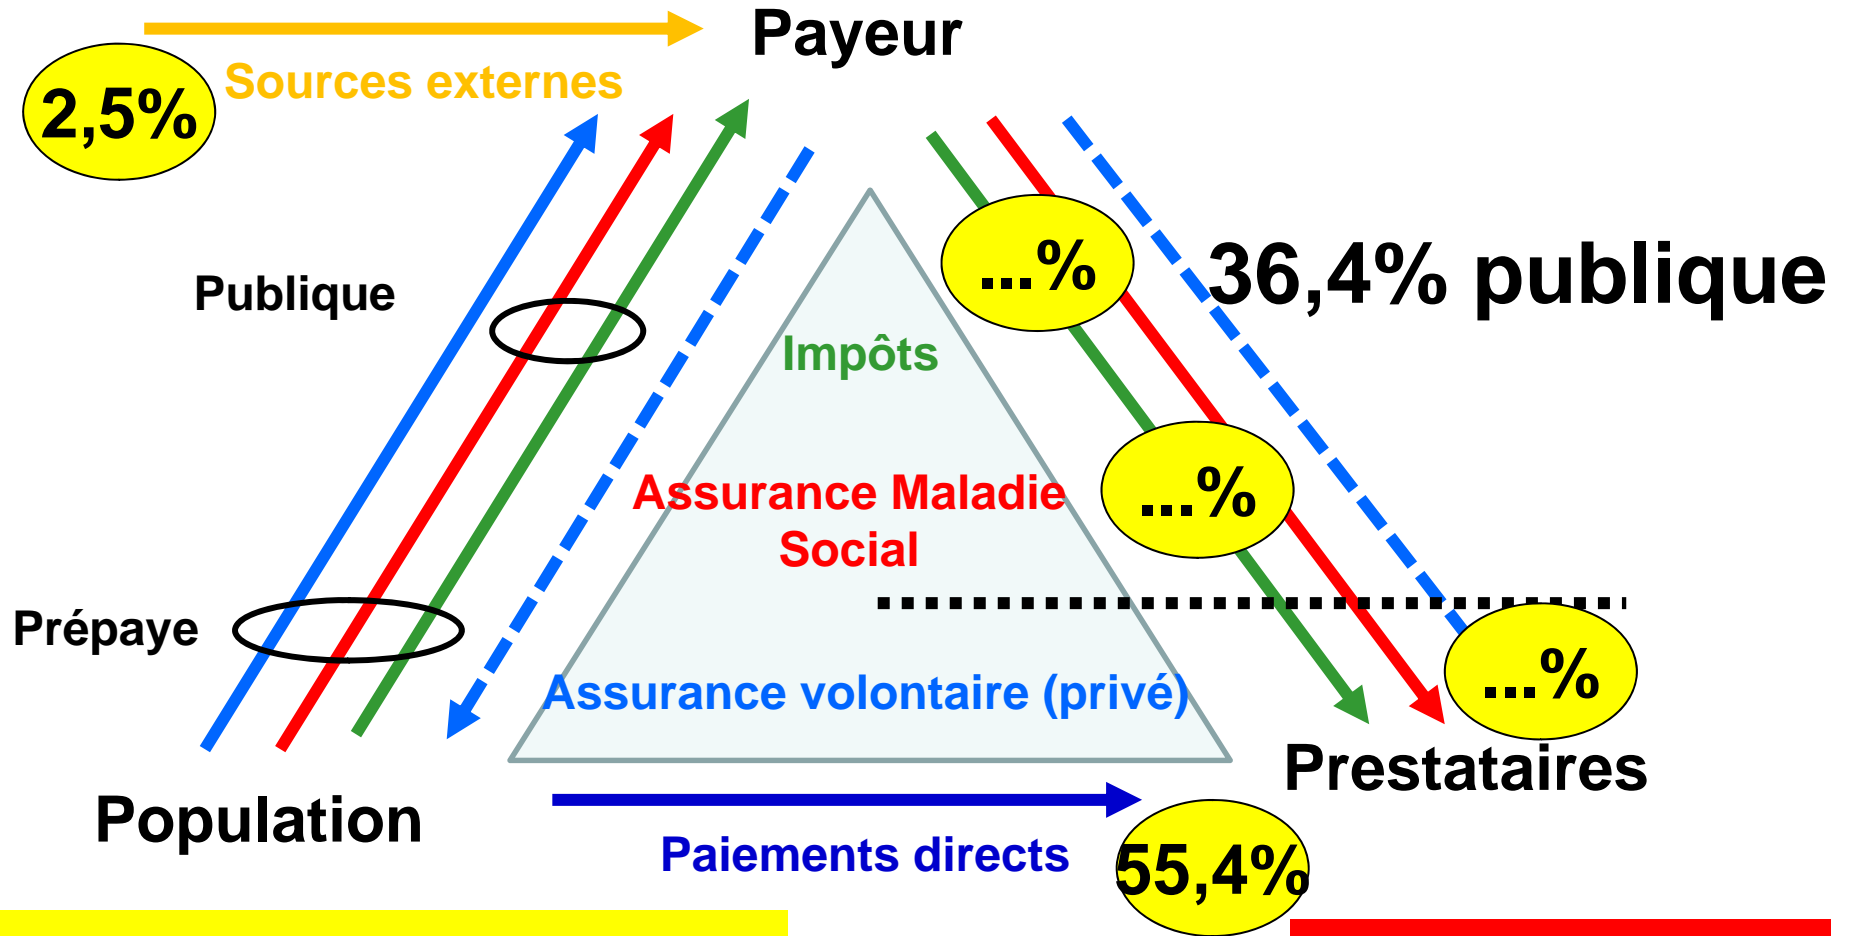 Payeur
Sources externes
2,5%
...%
36,4% publique
Publique
Impôts
Assurance Maladie
Social
...%
Prépaye
Assurance volontaire (privé)
...%
Prestataires
Population
Paiements directs
55,4%